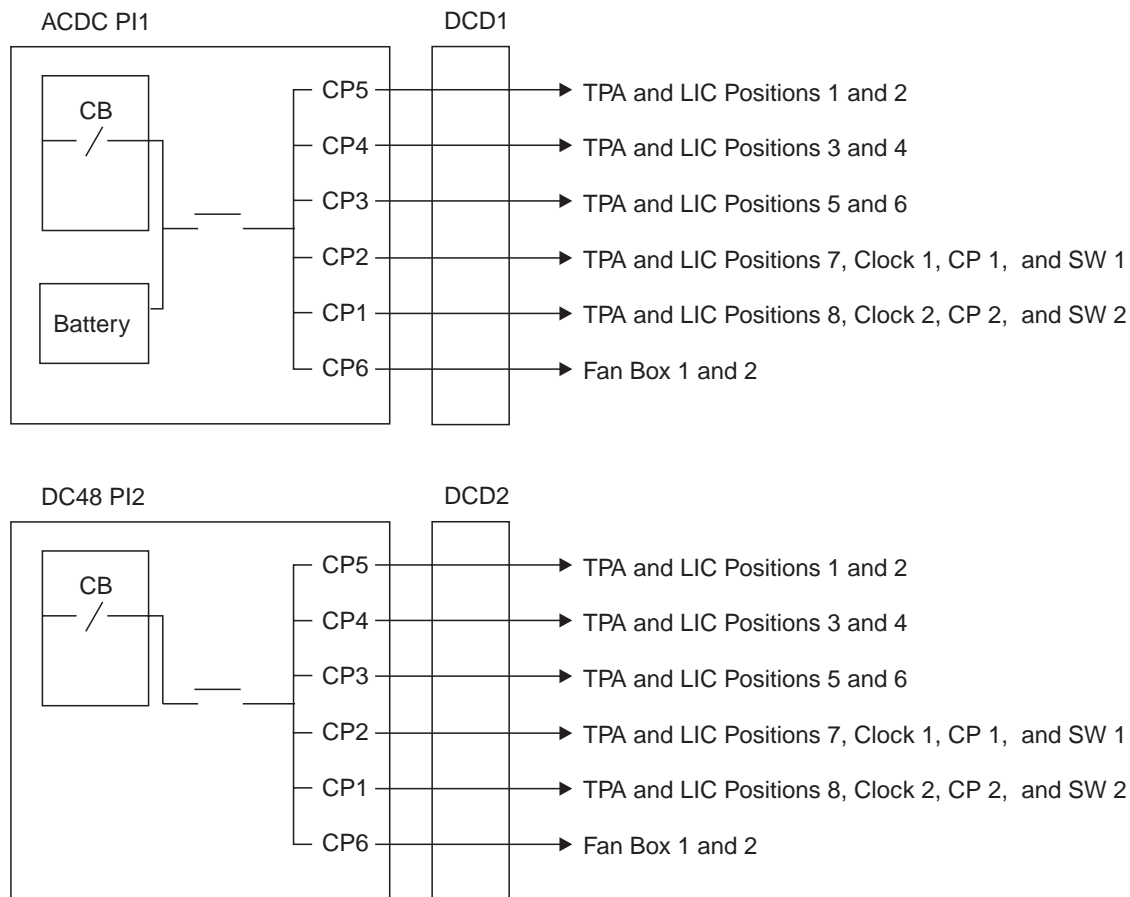 ACDC PI1
DCD1
CB
Battery
CP5
TPA and LIC Positions 1 and 2
CP4
TPA and LIC Positions 3 and 4
CP3
TPA and LIC Positions 5 and 6
CP2
TPA and LIC Positions 7, Clock 1, CP 1, and SW 1
CP1
TPA and LIC Positions 8, Clock 2, CP 2, and SW 2
CP6
Fan Box 1 and 2
DC48 PI2
DCD2
CB
CP5
TPA and LIC Positions 1 and 2
CP4
TPA and LIC Positions 3 and 4
CP3
TPA and LIC Positions 5 and 6
CP2
TPA and LIC Positions 7, Clock 1, CP 1, and SW 1
CP1
TPA and LIC Positions 8, Clock 2, CP 2, and SW 2
CP6
Fan Box 1 and 2